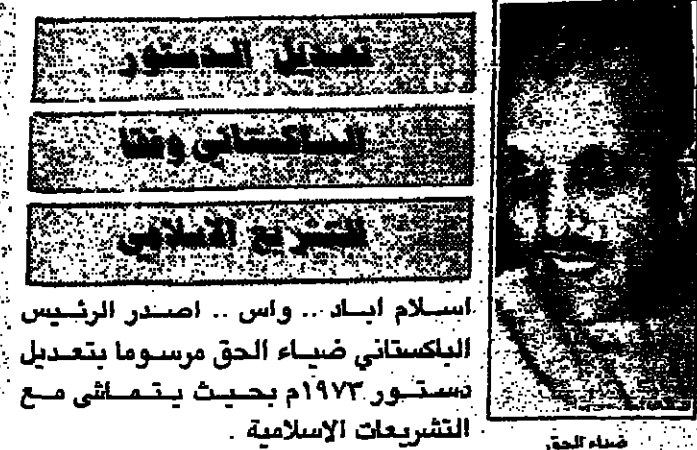 تعديل الدستور
الباكستاني وفقا
للتشريع الاسلامي
اسلام اباد .. واس .. اصدر الرئيس
الباكستاني ضياء الحق مرسوما بتعديل
دستور ١٩٧٣م بحيث يتماشى مع
التشريعات الاسلامية .
ضياء الحق